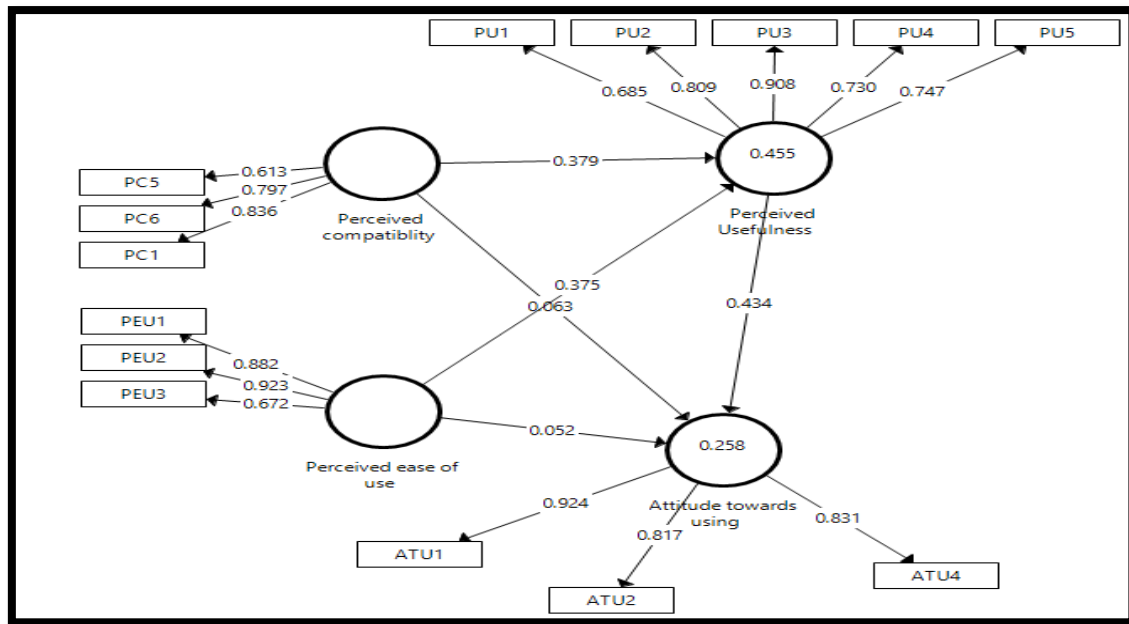 PU1 PU2 PU3 PU4 PU5
0.685 0.809 0.908 0.730 0.747
0.455
Perceived
Usefulness
PC5
PC6
PC1
0.613
0.797
0.836
Perceived
compatiblity
0.379
0.375
0.063
0.434
PEU1
PEU2
PEU3
0.882
0.923
0.672
Perceived ease of
use
0.052
0.258
Attitude towards
using
0.924
0.817
0.831
ATU1
ATU2
ATU4